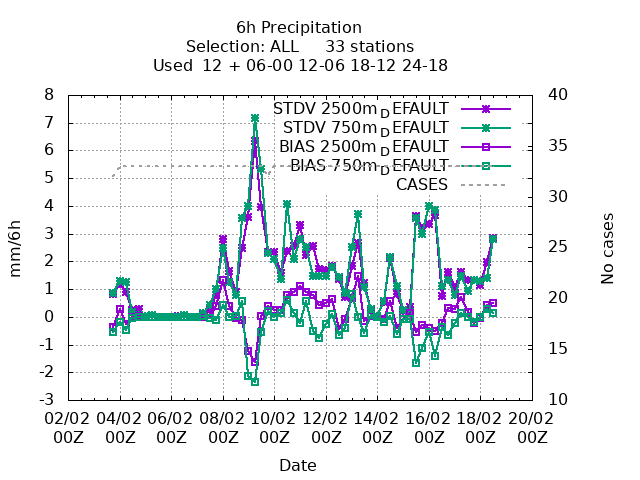 6h Precipitation
Selection: ALL 33 stations
Used 12 + 06-00 12-06 18-12 24-18
STDV 2500m_DEFAULT
STDV 750m_DEFAULT
BIAS 2500m_DEFAULT
BIAS 750m_DEFAULT
CASES
mm/6h
8
7
6
5
4
3
2
1
0
-1
-2
-3
No cases
40
35
30
25
20
15
10
02/02 04/02 06/02 08/02 10/02 12/02 14/02 16/02 18/02 20/02
00Z 00Z 00Z 00Z 00Z 00Z 00Z 00Z 00Z 00Z
Date